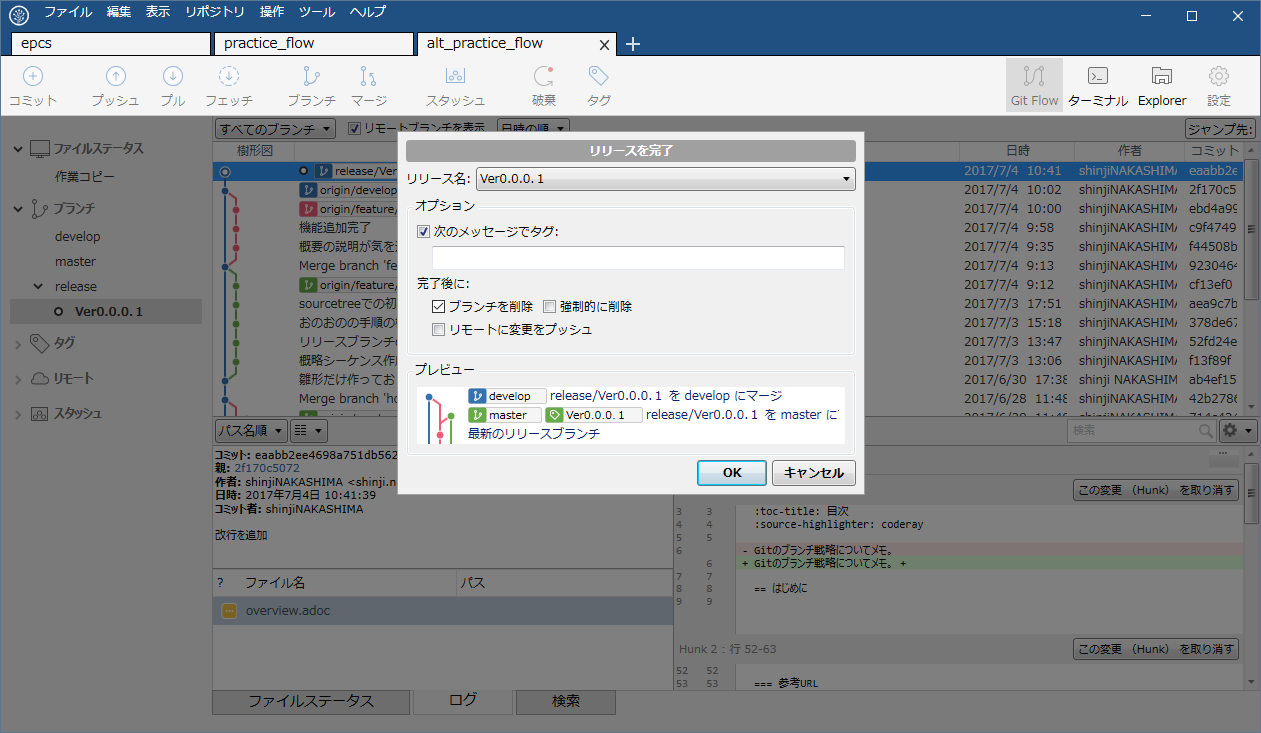 ファイル 編集 表示 リポジトリ 操作 ツール ヘルプ
epcs practice_flow alt_practice_flow
コミット プッシュ プル フェッチ ブランチ マージ スタッシュ 破棄 タグ Git Flow ターミナル Explorer 設定
すべてのブランチ リモートブランチを表示 日時の順 ジャンプ先:
樹形図 日時 作者 コミット
ファイルステータス
作業コピー
ブランチ
develop
master
release
Ver0.0.0.1
タグ
リモート
スタッシュ
release/Ver 2017/7/4 10:41 shinjiNAKASHIMA eaabb2e
origin/develop 2017/7/4 10:02 shinjiNAKASHIMA 2f170c5
origin/feature/ 2017/7/4 10:00 shinjiNAKASHIMA ebd4a99
機能追加完了 2017/7/4 9:58 shinjiNAKASHIMA c9f4749
概要の説明が気を 2017/7/4 9:35 shinjiNAKASHIMA f44508b
Merge branch 'fe 2017/7/4 9:13 shinjiNAKASHIMA 9230464
origin/feature/ 2017/7/4 9:12 shinjiNAKASHIMA cf13ef0
sourcetreeでの初 2017/7/3 17:51 shinjiNAKASHIMA aea9c7b
おのおのの手順の 2017/7/3 15:18 shinjiNAKASHIMA 378de67
リリースブランチ 2017/7/3 13:47 shinjiNAKASHIMA 52fd24e
概略シーケンス作 2017/7/3 13:06 shinjiNAKASHIMA f13f89f
雛形だけ作ってお 2017/6/30 17:38 shinji NAKASHIMA ab4ef15
Merge branch 'ho 2017/6/28 11:48 shinjiNAKASHIMA 42b2786
リリースを完了
リリース名: Ver0.0.0.1
オプション
次のメッセージでタグ:
完了後に:
ブランチを削除 強制的に削除
リモートに変更をプッシュ
プレビュー
develop release/Ver0.0.0.1 を develop にマージ
master Ver0.0.0.1 release/Ver0.0.0.1 を master に
最新のリリースブランチ
OK キャンセル
パス名順 検索
コミット: eaabb2ee4698a751db562
親: 2f170c5072
作者: shinjiNAKASHIMA <shinji.n
日時: 2017年7月4日 10:41:39
コミット者: shinjiNAKASHIMA
改行を追加
? ファイル名 パス
overview.adoc
この変更 （Hunk） を取り消す
3 3 :toc-title: 目次
4 4 :source-highlighter: coderay
5 5
6 - Gitのブランチ戦略についてメモ。
6 + Gitのブランチ戦略についてメモ。 +
7 7
8 8 == はじめに
9 9
Hunk 2 : 行 52-63 この変更 （Hunk） を取り消す
52 52
53 53 === 参考URL
ファイルステータス ログ 検索